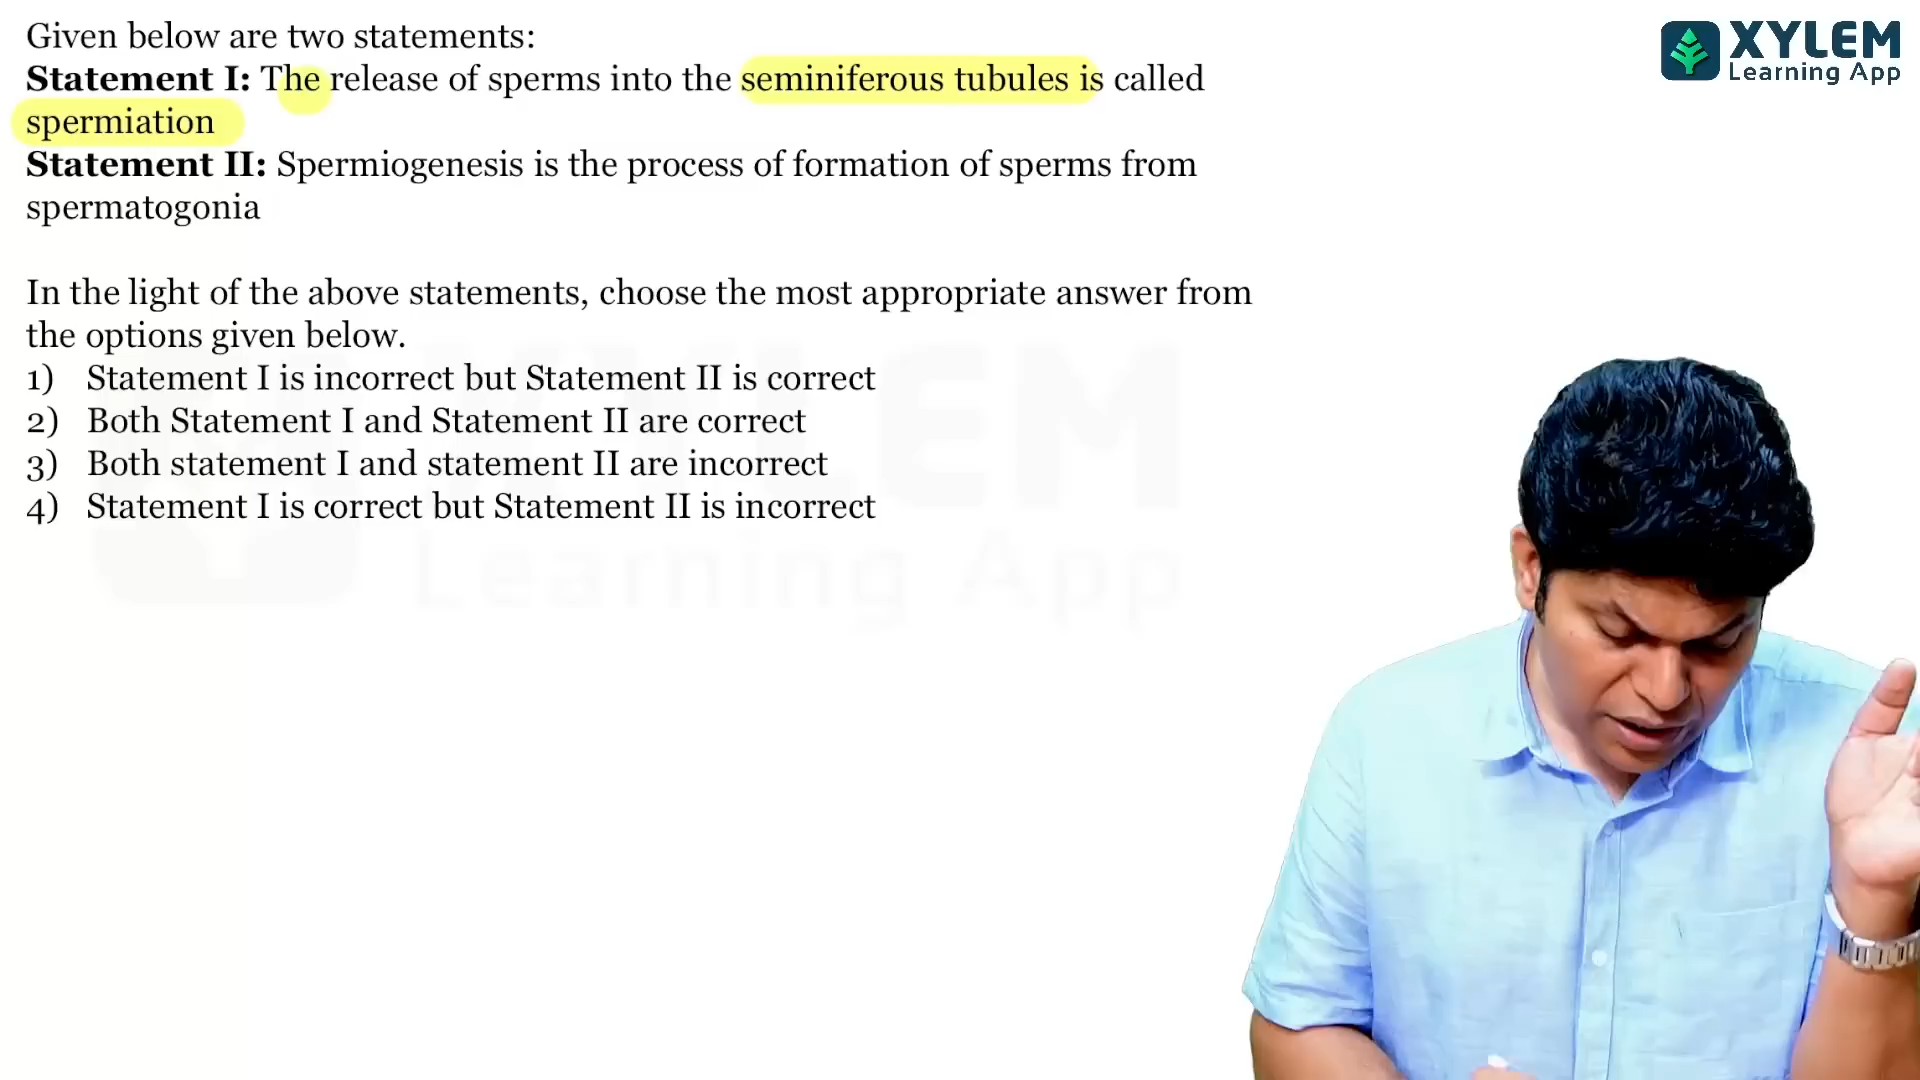 Given below are two statements:
Statement I: The release of sperms into the seminiferous tubules is called
spermiation
Statement II: Spermiogenesis is the process of formation of sperms from
spermatogonia
In the light of the above statements, choose the most appropriate answer from
the options given below.
1) Statement I is incorrect but Statement II is correct
2) Both Statement I and Statement II are correct
3) Both statement I and statement II are incorrect
4) Statement I is correct but Statement II is incorrect
XYLEM
Learning App
XYLEM
Learning App